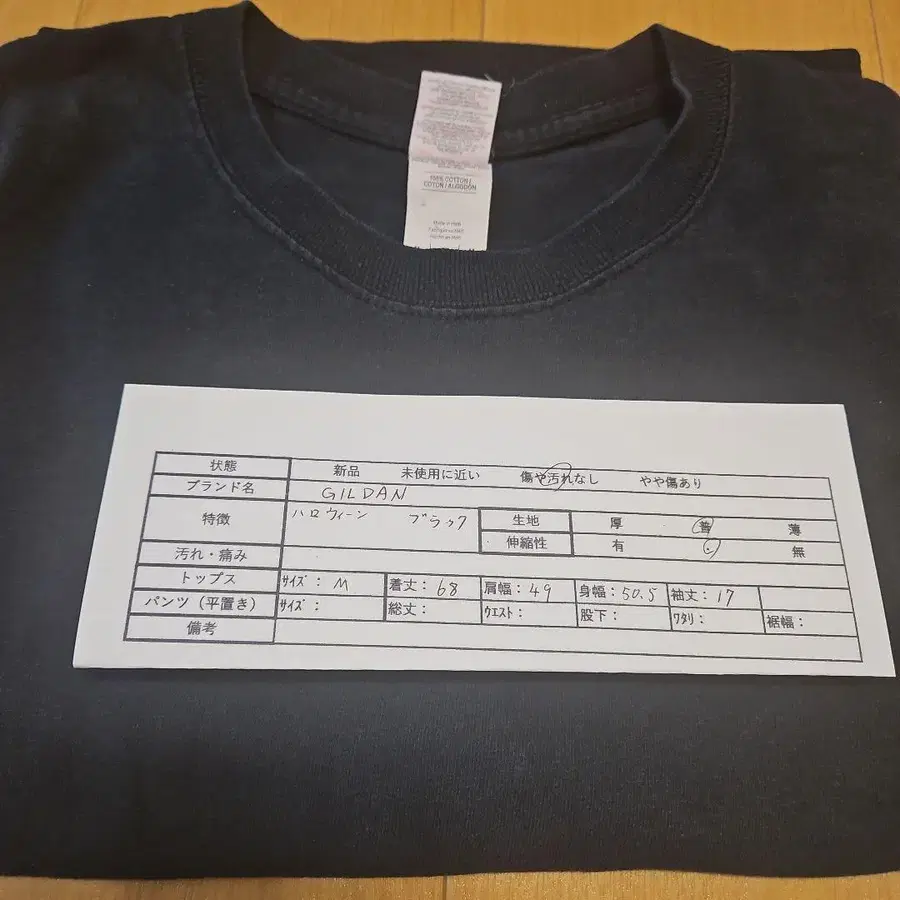 100% COTTON /
COTON / ALGODON
状態 新品 未使用に近い 傷や汚れなし やや傷あり
ブランド名 GILDAN
特徴 ハロウィーン ブラック 生地 厚 普 薄
伸縮性 有 無
汚れ・痛み
トップス ｻｲｽﾞ： M 着丈：68 肩幅：49 身幅：50.5 袖丈：17
パンツ（平置き） ｻｲｽﾞ： 総丈： ｳｴｽﾄ： 股下： ﾜﾀﾘ： 裾幅：
備考